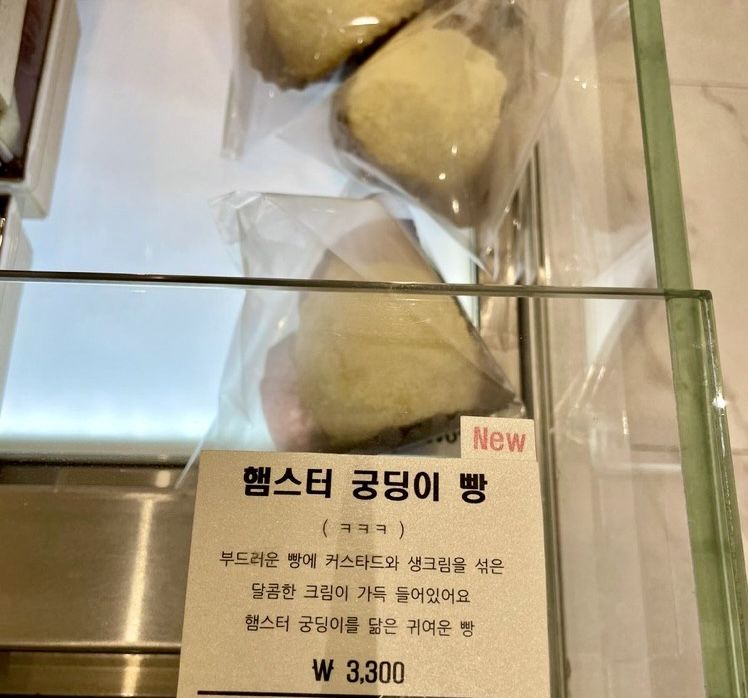 New
햄스터 궁딩이 빵
( ㅋㅋㅋ )
부드러운 빵에 커스타드와 생크림을 섞은
달콤한 크림이 가득 들어있어요
햄스터 궁딩이를 닮은 귀여운 빵
₩ 3,300